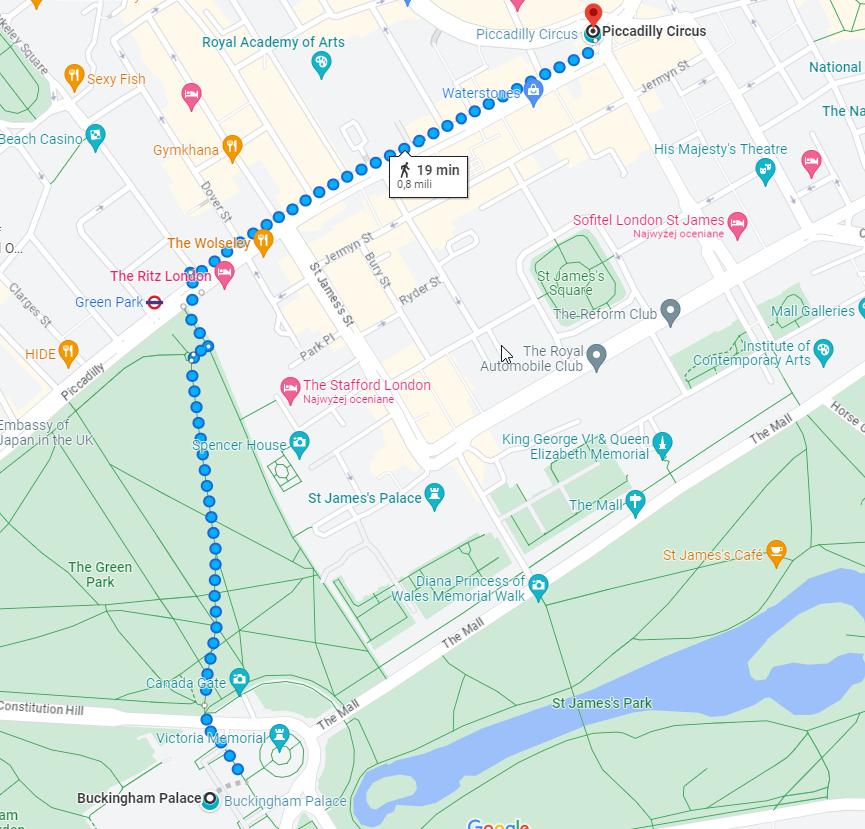 Piccadilly Circus
Piccadilly Circus
Royal Academy of Arts
Berkeley Square
Sexy Fish
Jermyn St
National
Waterstones
The Na
Beach Casino
Gymkhana
His Majesty's Theatre
19 min
0,8 mili
Dover St
Sofitel London St James
Najwyżej oceniane
The Wolseley
Jermyn St
O...
The Ritz London
Bury St
St James's
Square
Green Park
Clarges St
St James's St
Ryder St
The Reform Club
Mall Galleries
HIDE
Park Pl
The Royal
Automobile Club
Institute of
Contemporary Arts
Piccadilly
The Stafford London
Najwyżej oceniane
Horse G
The Mall
Embassy of
Japan in the UK
Spencer House
King George VI & Queen
Elizabeth Memorial
St James's Palace
The Mall
St James's Café
The Green
Park
Diana Princess of
Wales Memorial Walk
The Mall
Canada Gate
St James's Park
Constitution Hill
The Mall
Victoria Memorial
Buckingham Palace
Buckingham Palace
Google